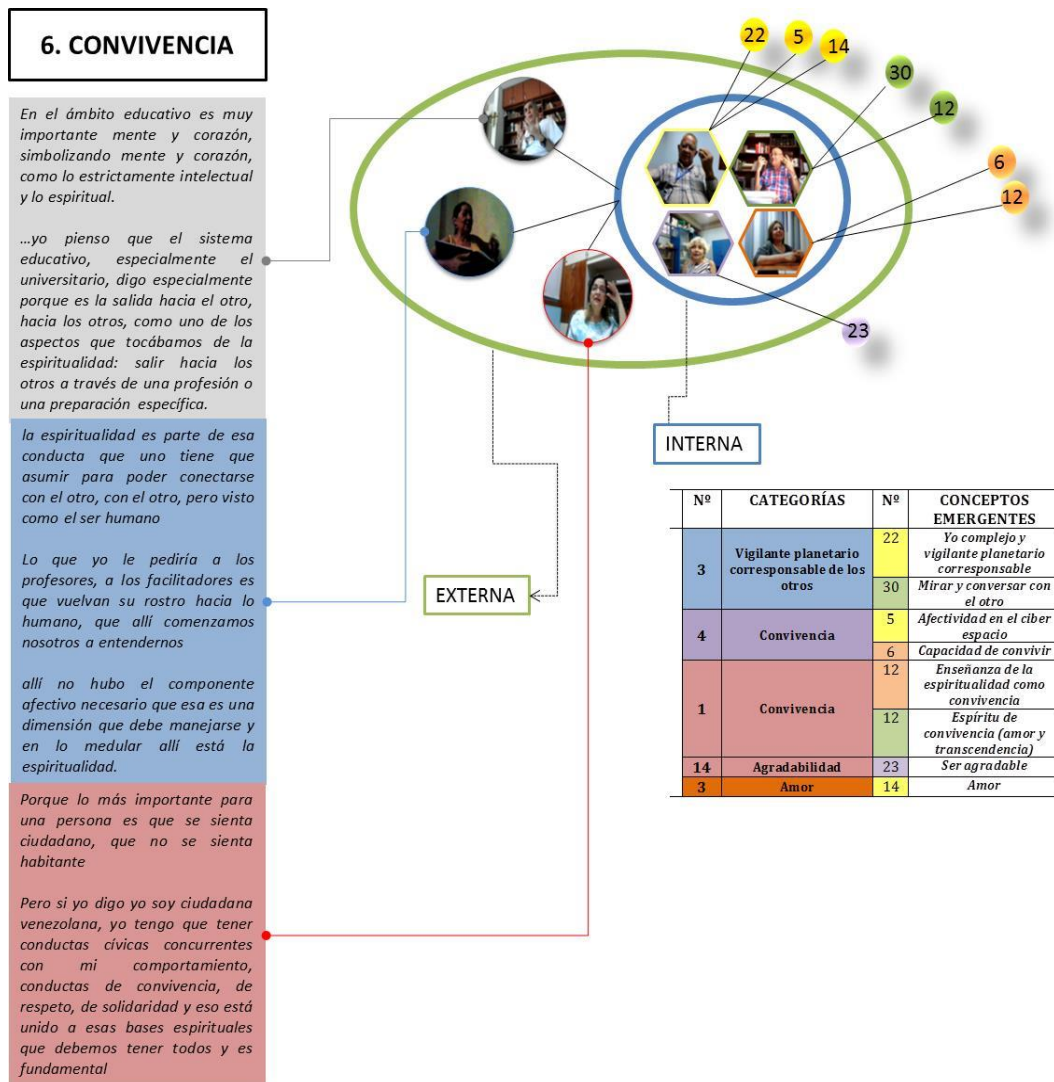 6. CONVIVENCIA
En el ámbito educativo es muy
importante mente y corazón,
simbolizando mente y corazón,
como lo estrictamente intelectual
y lo espiritual.
...yo pienso que el sistema
educativo, especialmente el
universitario, digo especialmente
porque es la salida hacia el otro,
hacia los otros, como uno de los
aspectos que tocábamos de la
espiritualidad: salir hacia los
otros a través de una profesión o
una preparación específica.
la espiritualidad es parte de esa
conducta que uno tiene que
asumir para poder conectarse
con el otro, con el otro, pero visto
como el ser humano
Lo que yo le pediría a los
profesores, a los facilitadores es
que vuelvan su rostro hacia lo
humano, que allí comenzamos
nosotros a entendernos
allí no hubo el componente
afectivo necesario que esa es una
dimensión que debe manejarse y
en lo medular allí está la
espiritualidad.
Porque lo más importante para
una persona es que se sienta
ciudadano, que no se sienta
habitante
Pero si yo digo yo soy ciudadana
venezolana, yo tengo que tener
conductas cívicas concurrentes
con mi comportamiento,
conductas de convivencia, de
respeto, de solidaridad y eso está
unido a esas bases espirituales
que debemos tener todos y es
fundamental
22 5 14
30
12
6
12
23
INTERNA
EXTERNA
Nº CATEGORÍAS Nº CONCEPTOS
EMERGENTES
3 Vigilante planetario
corresponsable de los
otros
22 Yo complejo y
vigilante planetario
corresponsable
30 Mirar y conversar con
el otro
4 Convivencia
5 Afectividad en el ciber
espacio
6 Capacidad de convivir
1 Convivencia
12 Enseñanza de la
espiritualidad como
convivencia
12 Espíritu de
convivencia (amor y
transcendencia)
14 Agradabilidad 23 Ser agradable
3 Amor 14 Amor